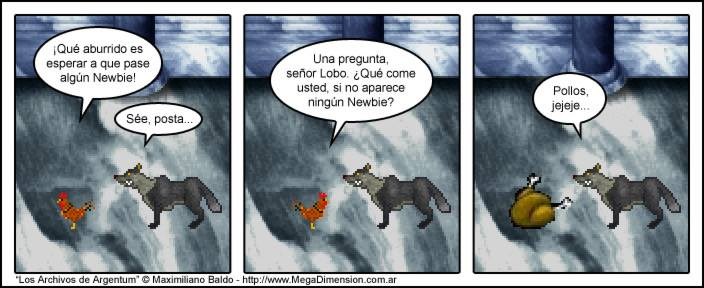 ¡Qué aburrido es
esperar a que pase
algún Newbie!
Sée, posta...
Una pregunta,
señor Lobo. ¿Qué come
usted, si no aparece
ningún Newbie?
Pollos,
jejeje...
"Los Archivos de Argentum" © Maximiliano Baldo - http://www.MegaDimension.com.ar